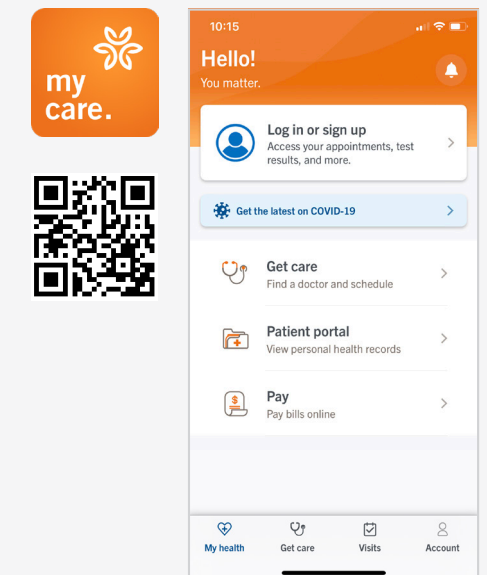 my
care.
10:15
Hello!
You matter.
Log in or sign up
Access your appointments, test
results, and more.
Get the latest on COVID-19
Get care
Find a doctor and schedule
Patient portal
View personal health records
$
Pay
Pay bills online
My health
Get care
Visits
Account